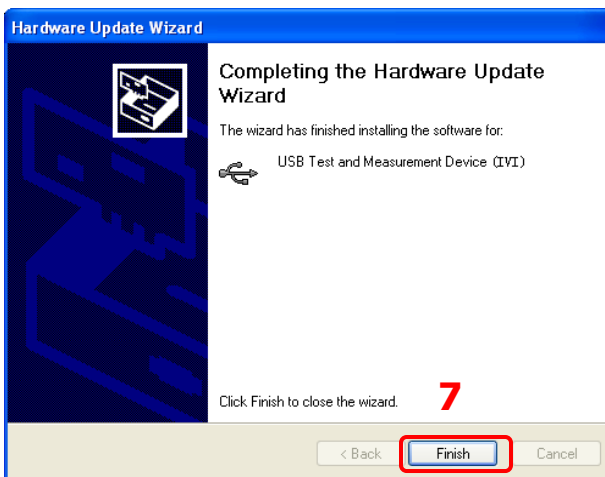 Hardware Update Wizard
Completing the Hardware Update
Wizard
The wizard has finished installing the software for:
USB Test and Measurement Device (IVI)
Click Finish to close the wizard.
7
< Back Finish Cancel